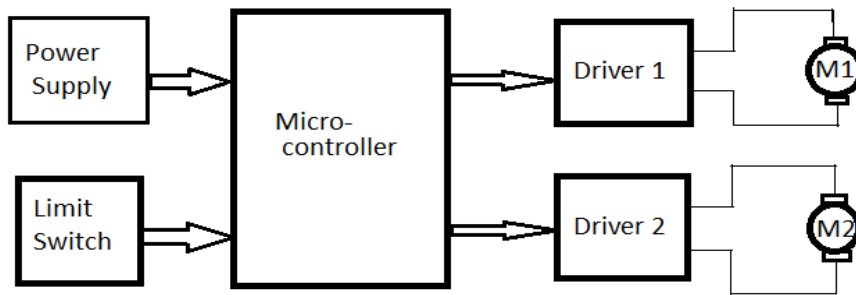 Power
Supply
Limit
Switch
Micro-
controller
Driver 1
M1
Driver 2
M2